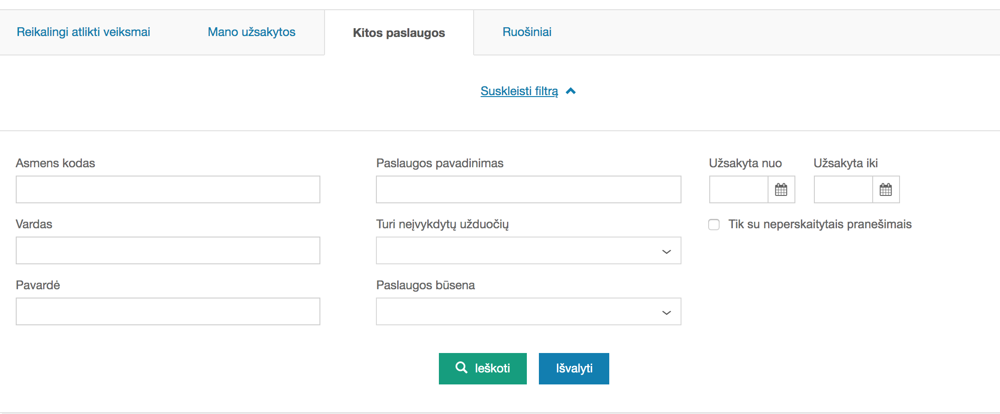 Reikalingi atlikti veiksmai
Mano užsakytos
Kitos paslaugos
Ruošiniai
Suskleisti filtrą
Asmens kodas
Paslaugos pavadinimas
Užsakyta nuo
Užsakyta iki
Vardas
Turi neįvykdytų užduočių
Tik su neperskaitytais pranešimais
Pavardė
Paslaugos būsena
Ieškoti
Išvalyti